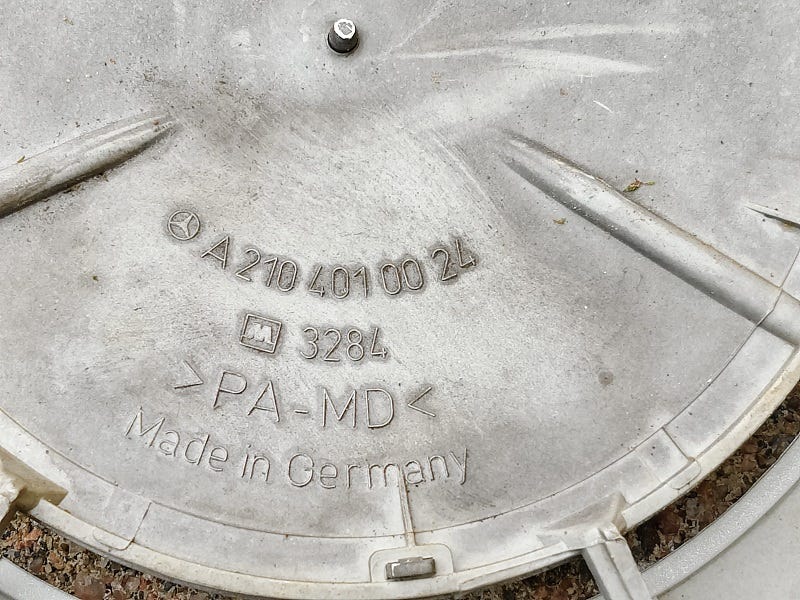 A 210 401 00 24
M 3284
>PA-MD<
Made in Germany